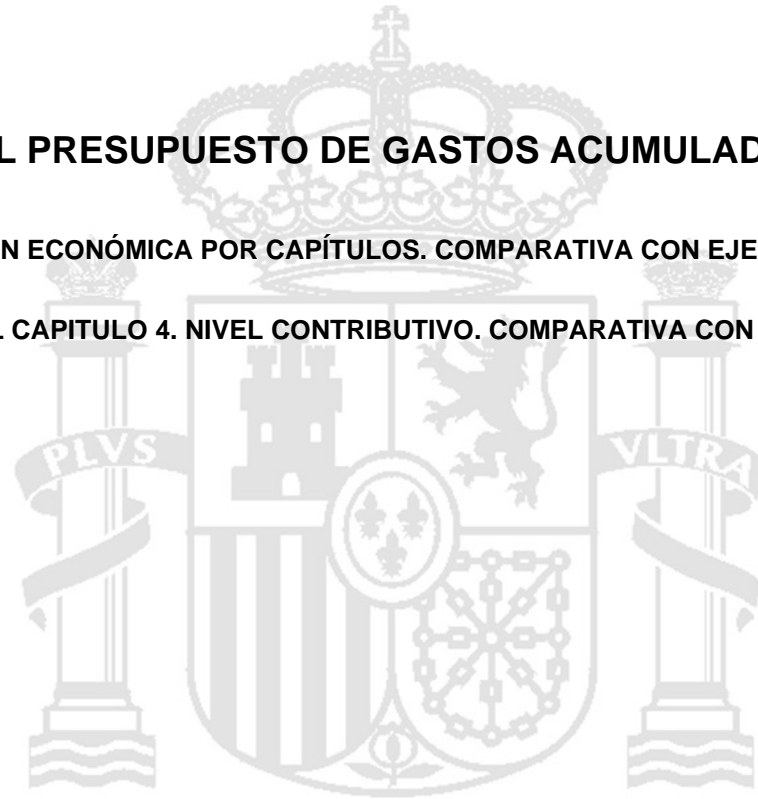 L PRESUPUESTO DE GASTOS ACUMULAD
N ECONÓMICA POR CAPÍTULOS. COMPARATIVA CON EJE
L CAPITULO 4. NIVEL CONTRIBUTIVO. COMPARATIVA CON
PLVS VLTRA